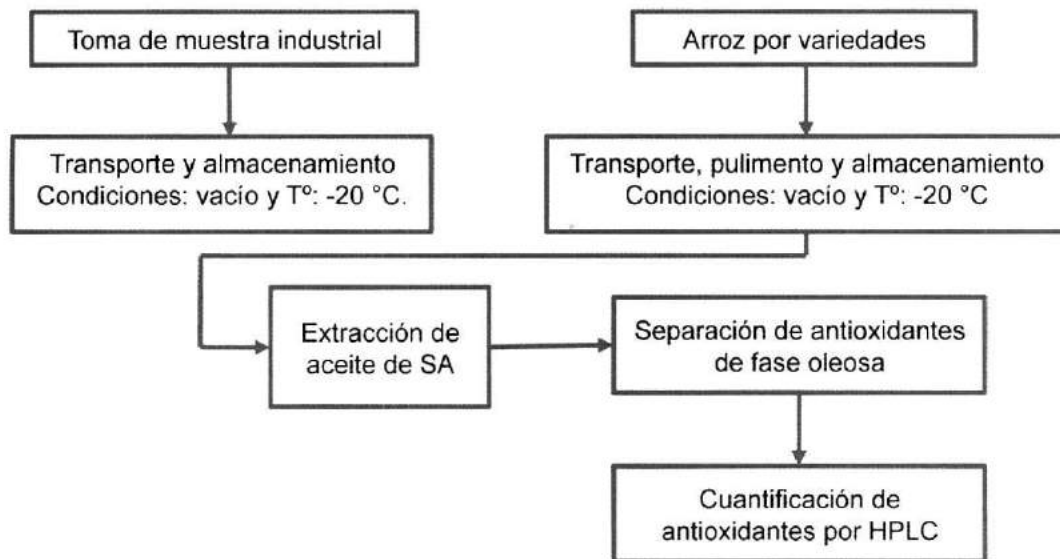 Toma de muestra industrial
Arroz por variedades
Transporte y almacenamiento
Condiciones: vacío y Tº: -20 °C.
Transporte, pulimento y almacenamiento
Condiciones: vacío y Tº: -20 °C
Extracción de
aceite de SA
Separación de antioxidantes
de fase oleosa
Cuantificación de
antioxidantes por HPLC